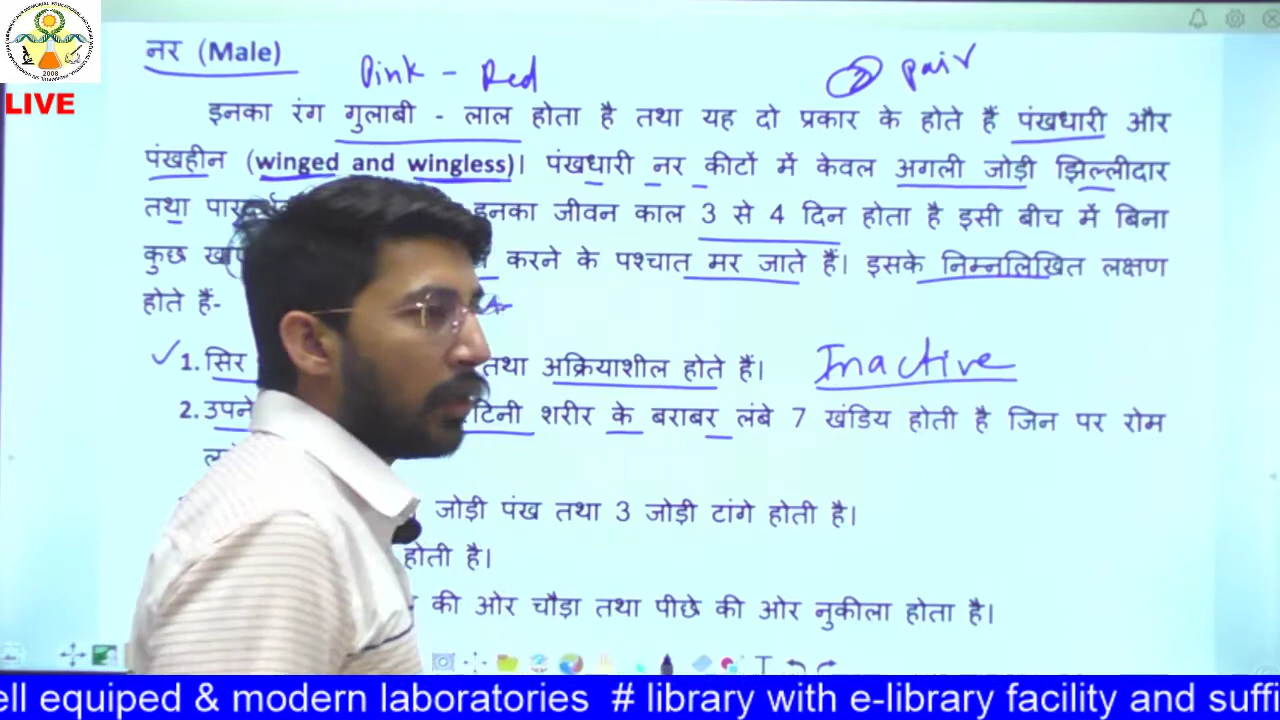 2008
LIVE
नर (Male)
Pink - Red
pair
इनका रंग गुलाबी - लाल होता है तथा यह दो प्रकार के होते हैं पंखधारी और
पंखहीन (winged and wingless)। पंखधारी नर कीटों में केवल अगली जोड़ी झिल्लीदार
तथा इनका जीवन काल 3 से 4 दिन होता है इसी बीच में बिना
कुछ करने के पश्चात मर जाते हैं। इसके निम्नलिखित लक्षण
होते हैं-
1. सिर तथा अक्रियाशील होते हैं। Inactive
2. शरीर के बराबर लंबे 7 खंडिय होती है जिन पर रोम
जोड़ी पंख तथा 3 जोड़ी टांगे होती है।
होती है।
की ओर चौड़ा तथा पीछे की ओर नुकीला होता है।
ell equiped & modern laboratories # library with e-library facility and suffi